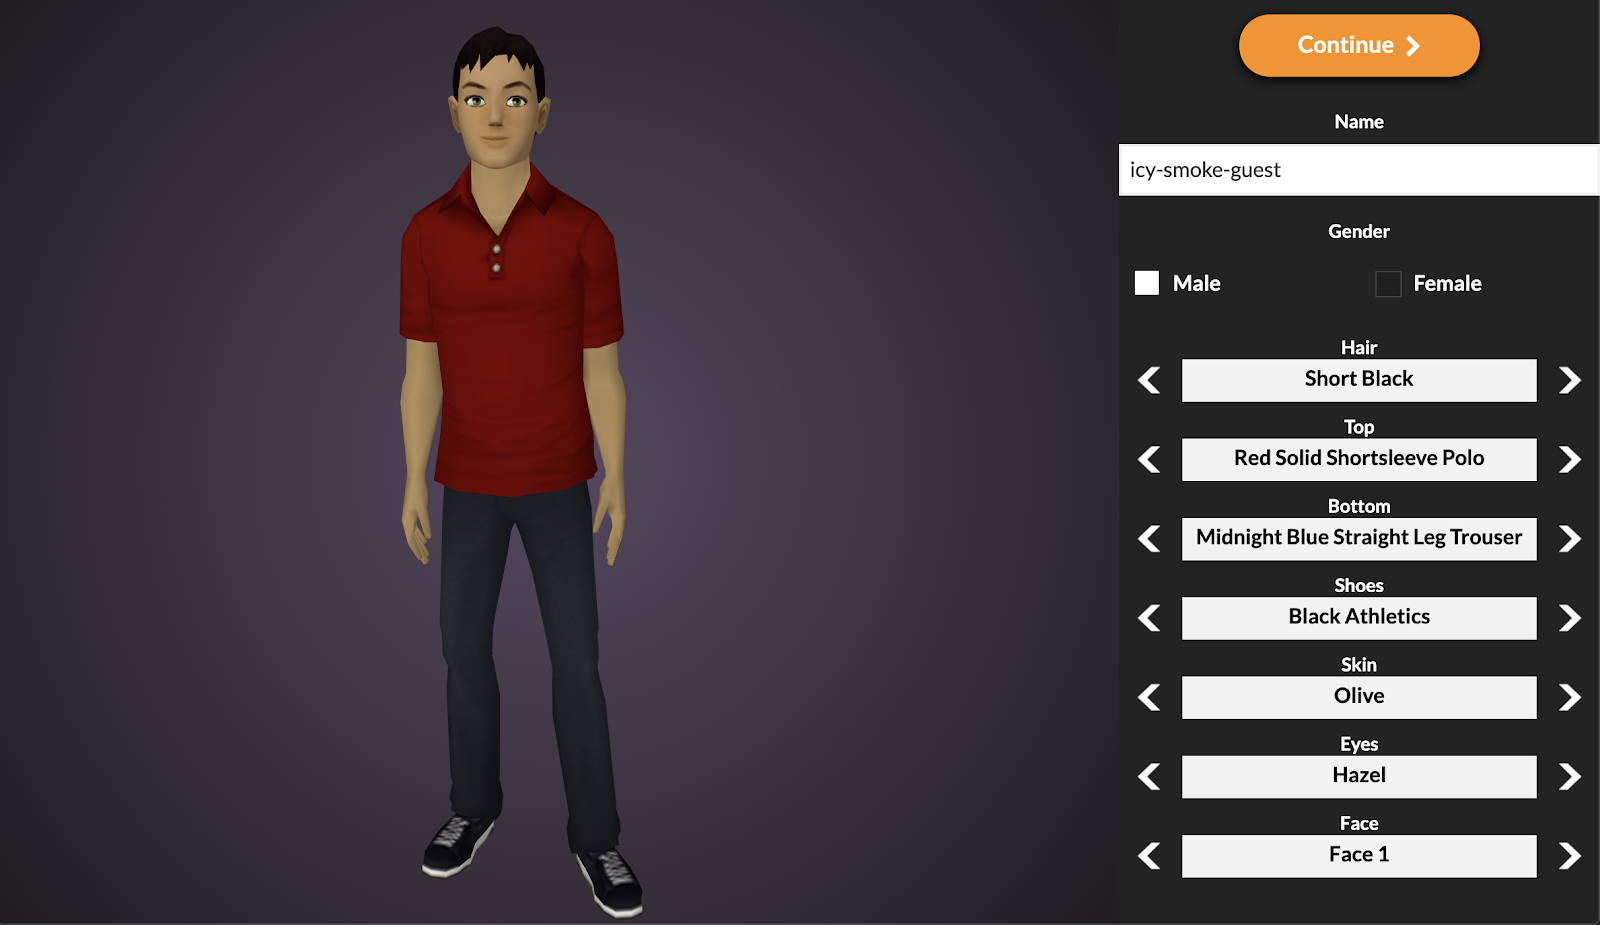 Continue
Name
icy-smoke-guest
Gender
Male
Female
Hair
Short Black
Top
Red Solid Shortsleeve Polo
Bottom
Midnight Blue Straight Leg Trouser
Shoes
Black Athletics
Skin
Olive
Eyes
Hazel
Face
Face 1